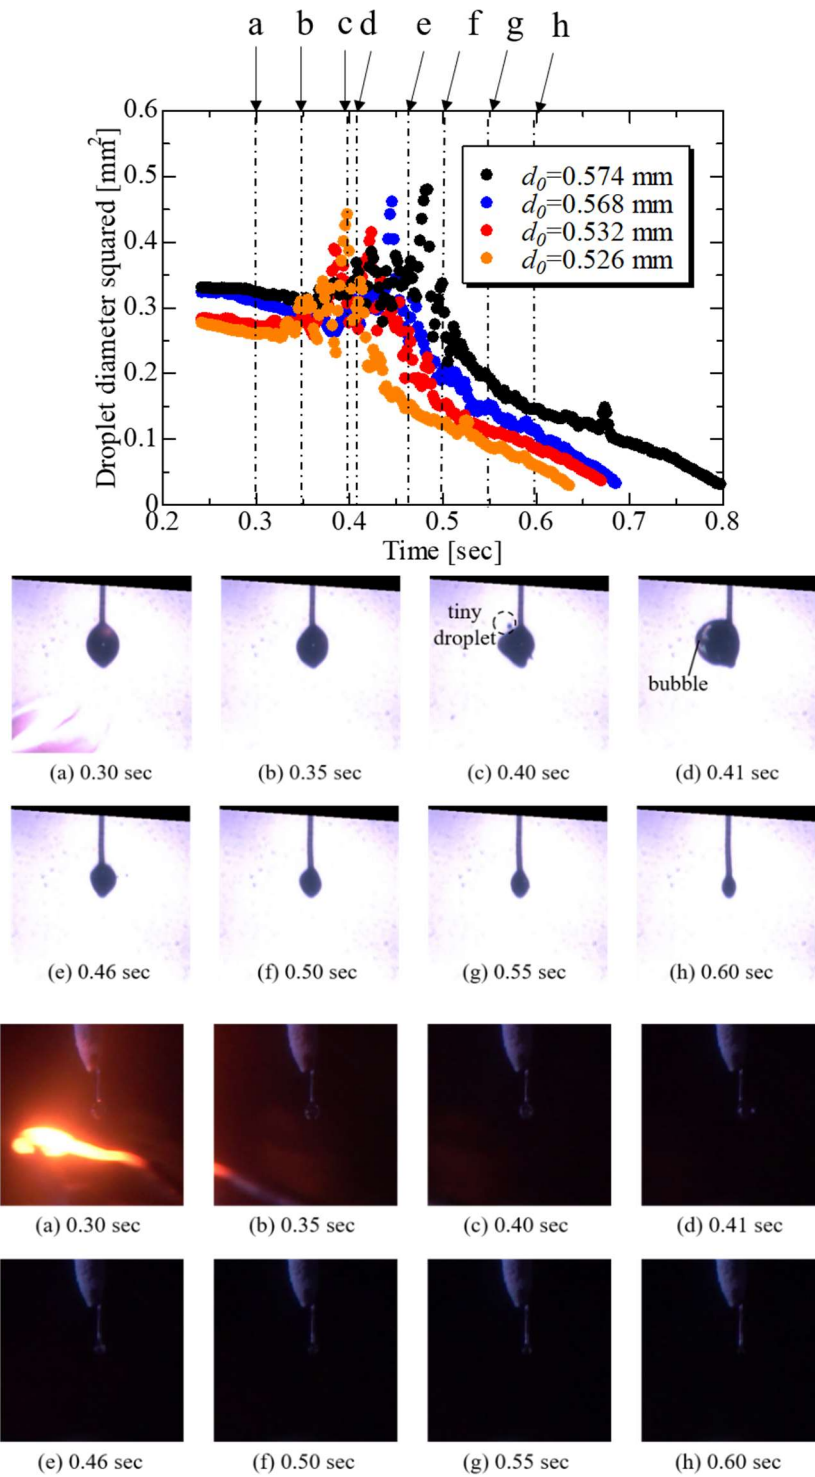 a b c d e f g h
0.6
0.5
0.4
0.3
0.2
0.1
0
Droplet diameter squared [mm²]
d₀=0.574 mm
d₀=0.568 mm
d₀=0.532 mm
d₀=0.526 mm
0.2 0.3 0.4 0.5 0.6 0.7 0.8
Time [sec]
tiny
droplet
bubble
(a) 0.30 sec (b) 0.35 sec (c) 0.40 sec (d) 0.41 sec
(e) 0.46 sec (f) 0.50 sec (g) 0.55 sec (h) 0.60 sec
(a) 0.30 sec (b) 0.35 sec (c) 0.40 sec (d) 0.41 sec
(e) 0.46 sec (f) 0.50 sec (g) 0.55 sec (h) 0.60 sec